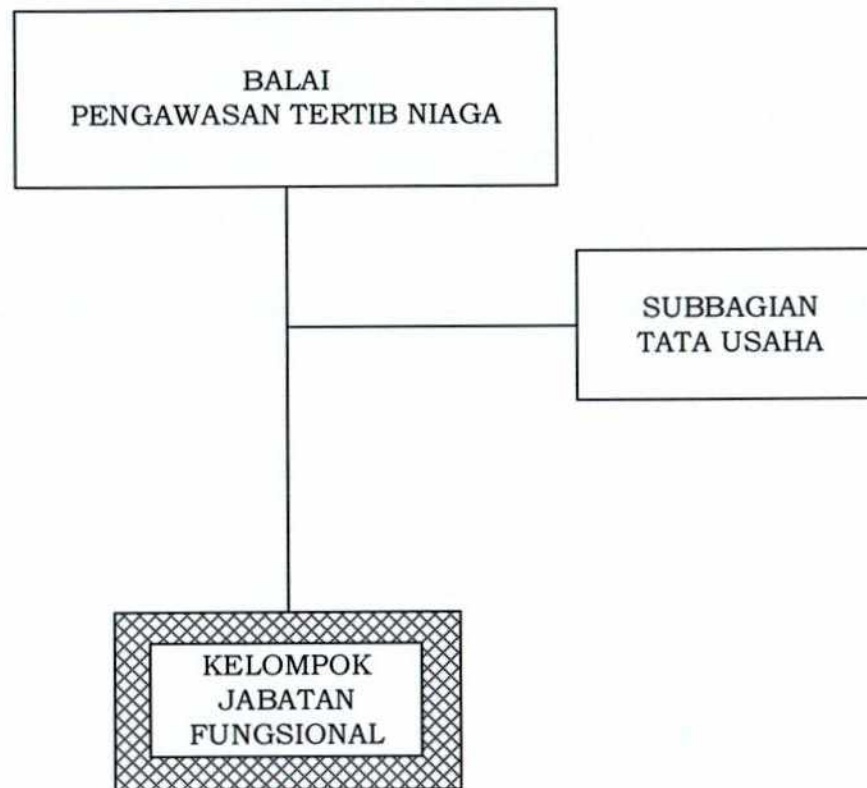 BALAI
PENGAWASAN TERTIB NIAGA
SUBBAGIAN
TATA USAHA
KELOMPOK
JABATAN
FUNGSIONAL